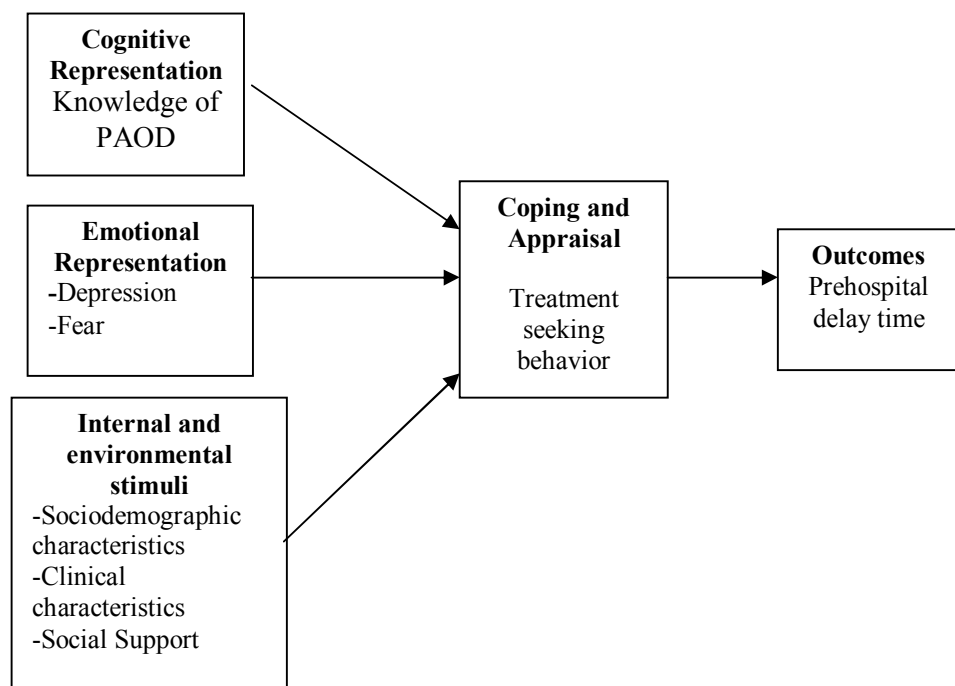 Cognitive
Representation
Knowledge of
PAOD
Emotional
Representation
-Depression
-Fear
Internal and
environmental
stimuli
-Sociodemographic
characteristics
-Clinical
characteristics
-Social Support
Coping and
Appraisal
Treatment
seeking
behavior
Outcomes
Prehospital
delay time